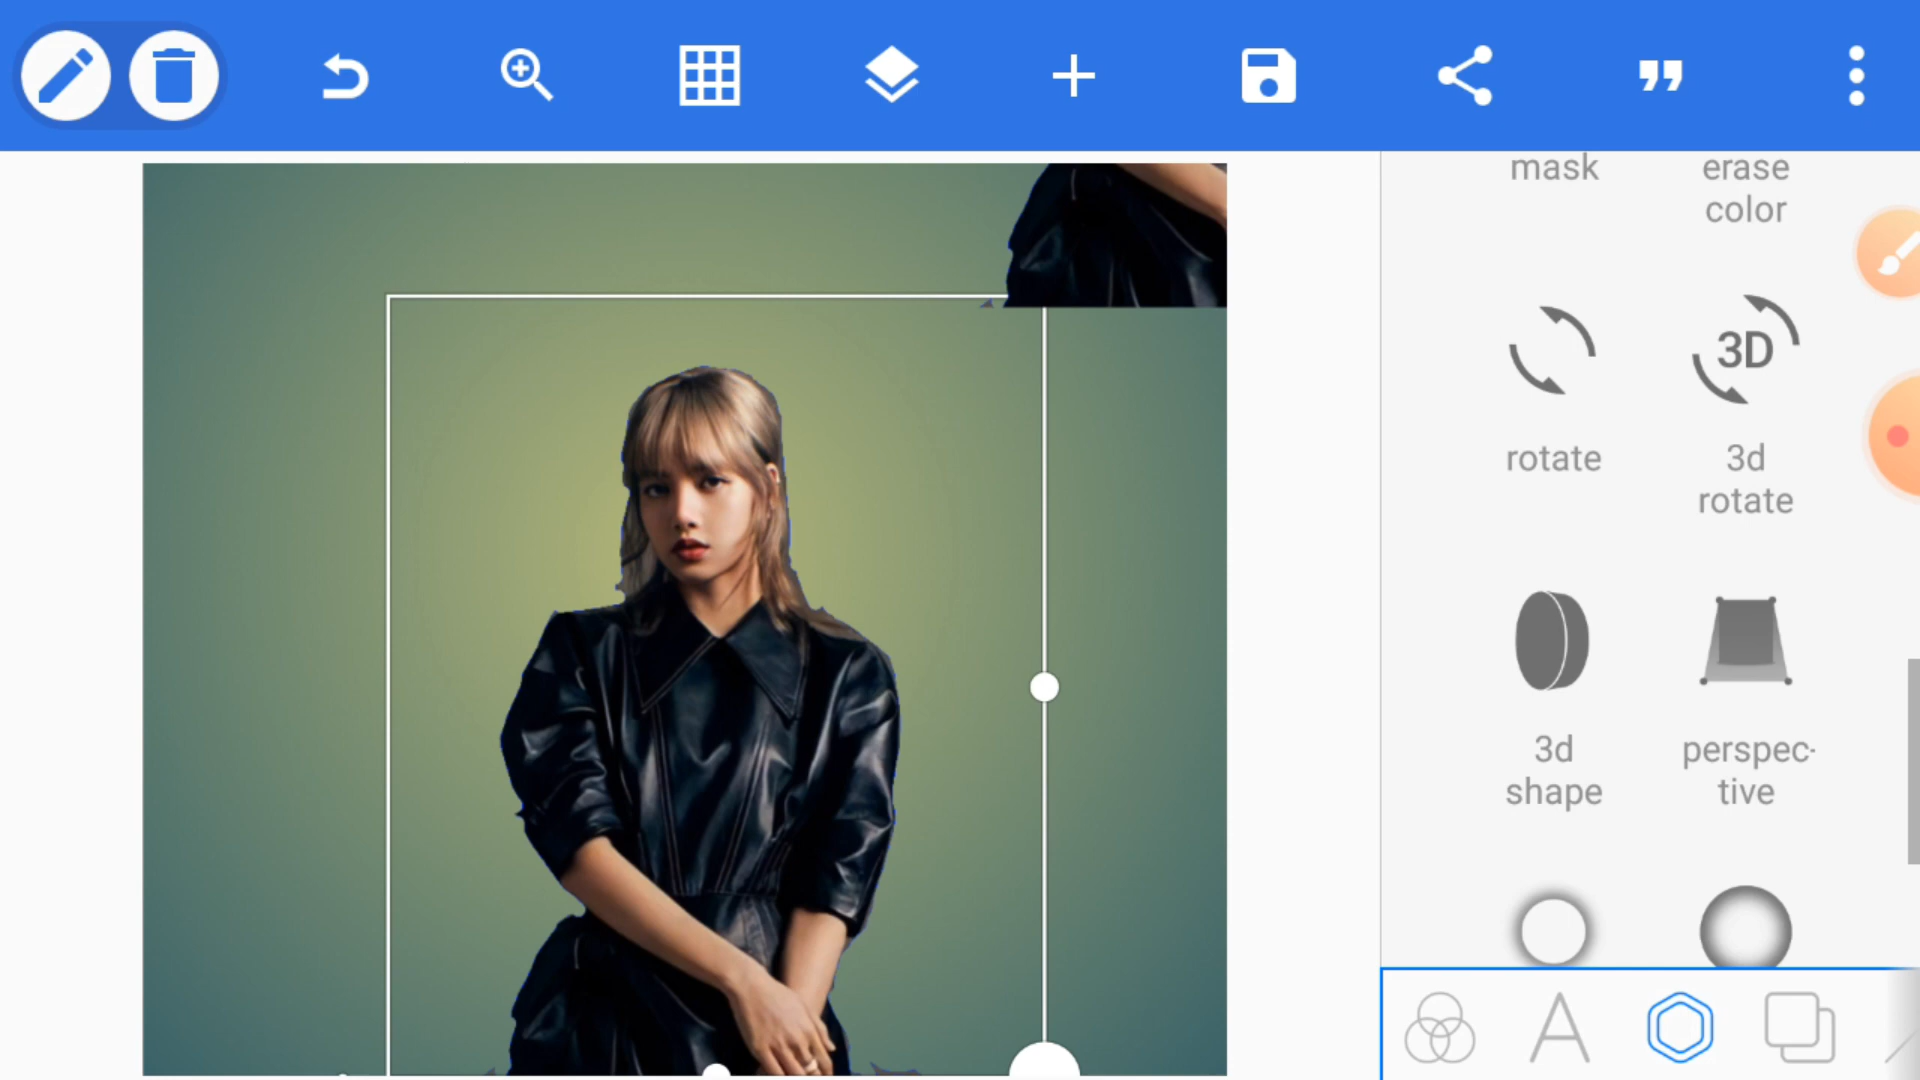 mask
erase
color
3D
rotate
3d
rotate
3d
shape
perspec-
tive
A